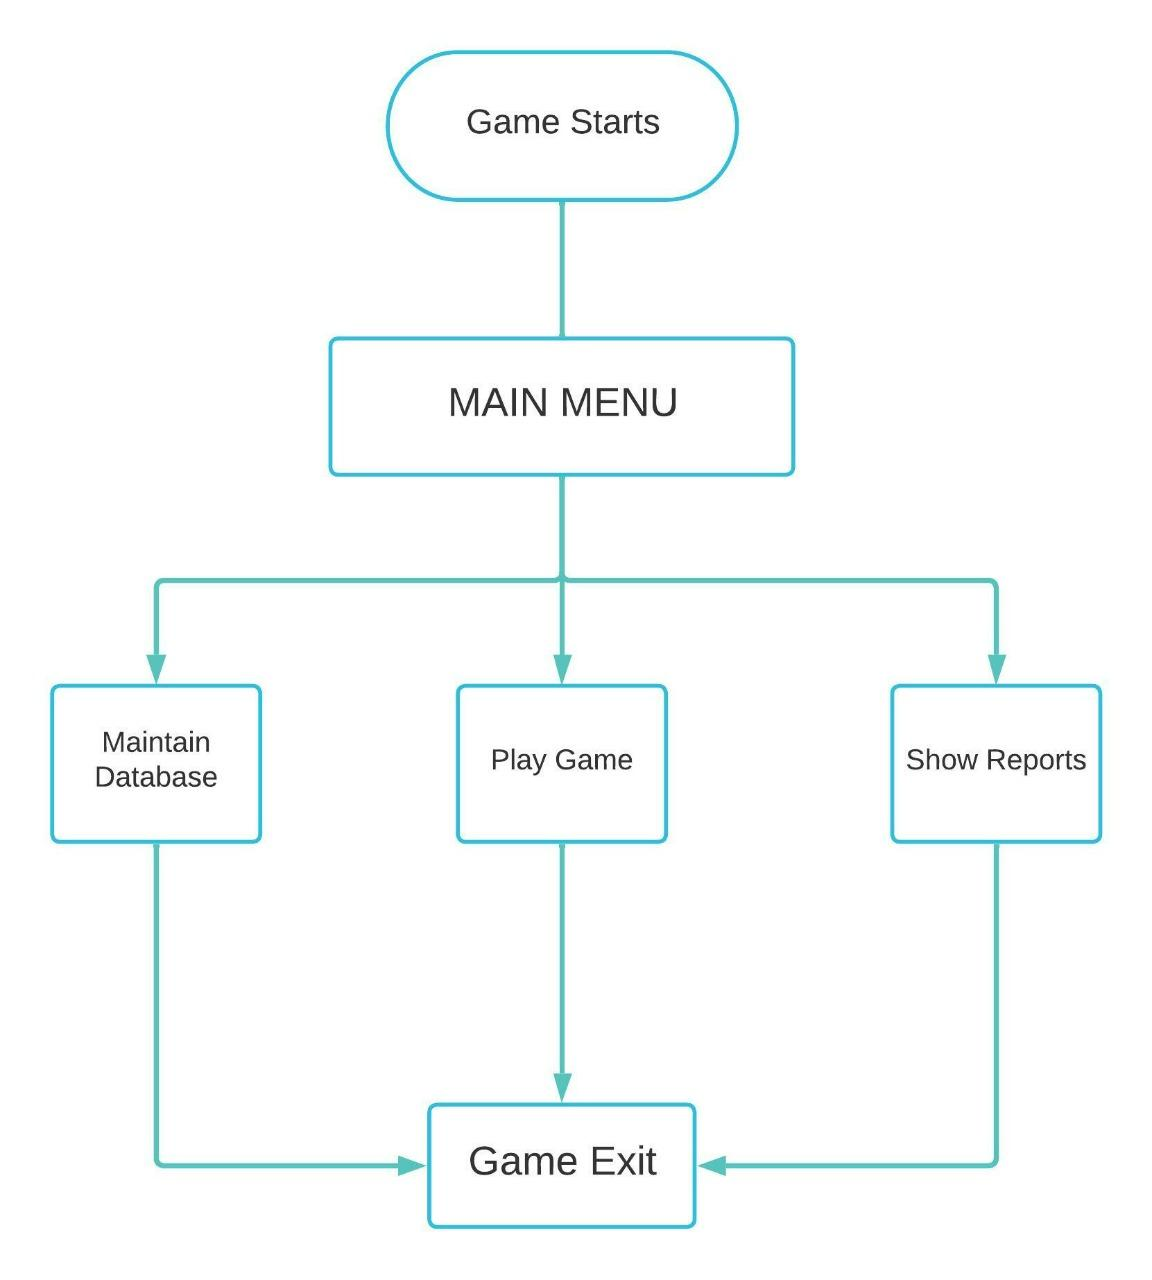 Game Starts
MAIN MENU
Maintain
Database
Play Game
Show Reports
Game Exit